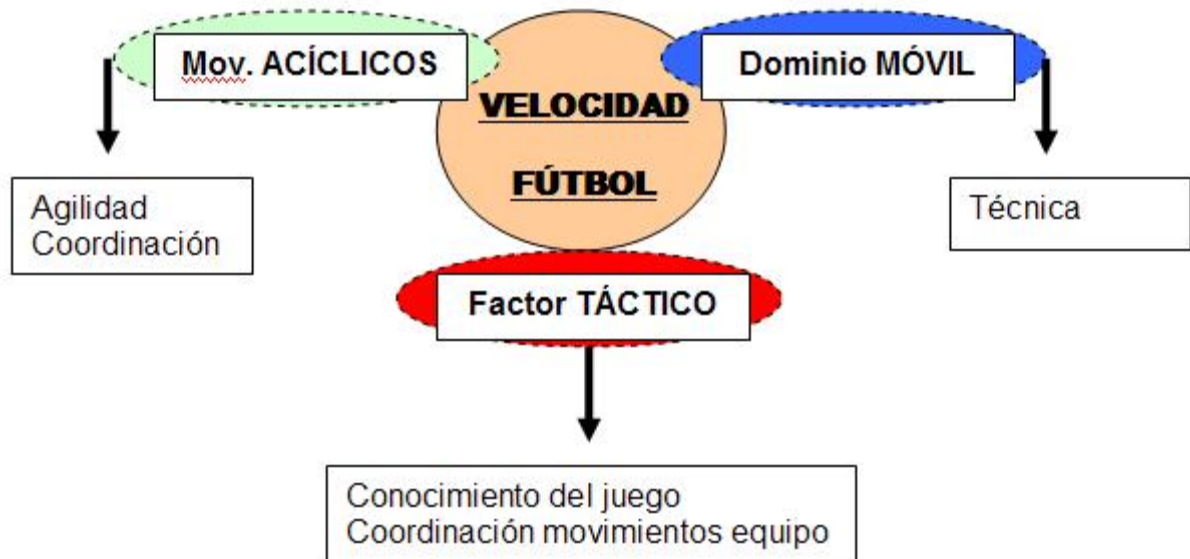 Mov. ACÍCLICOS
Dominio MÓVIL
VELOCIDAD
FÚTBOL
Agilidad
Coordinación
Técnica
Factor TÁCTICO
Conocimiento del juego
Coordinación movimientos equipo